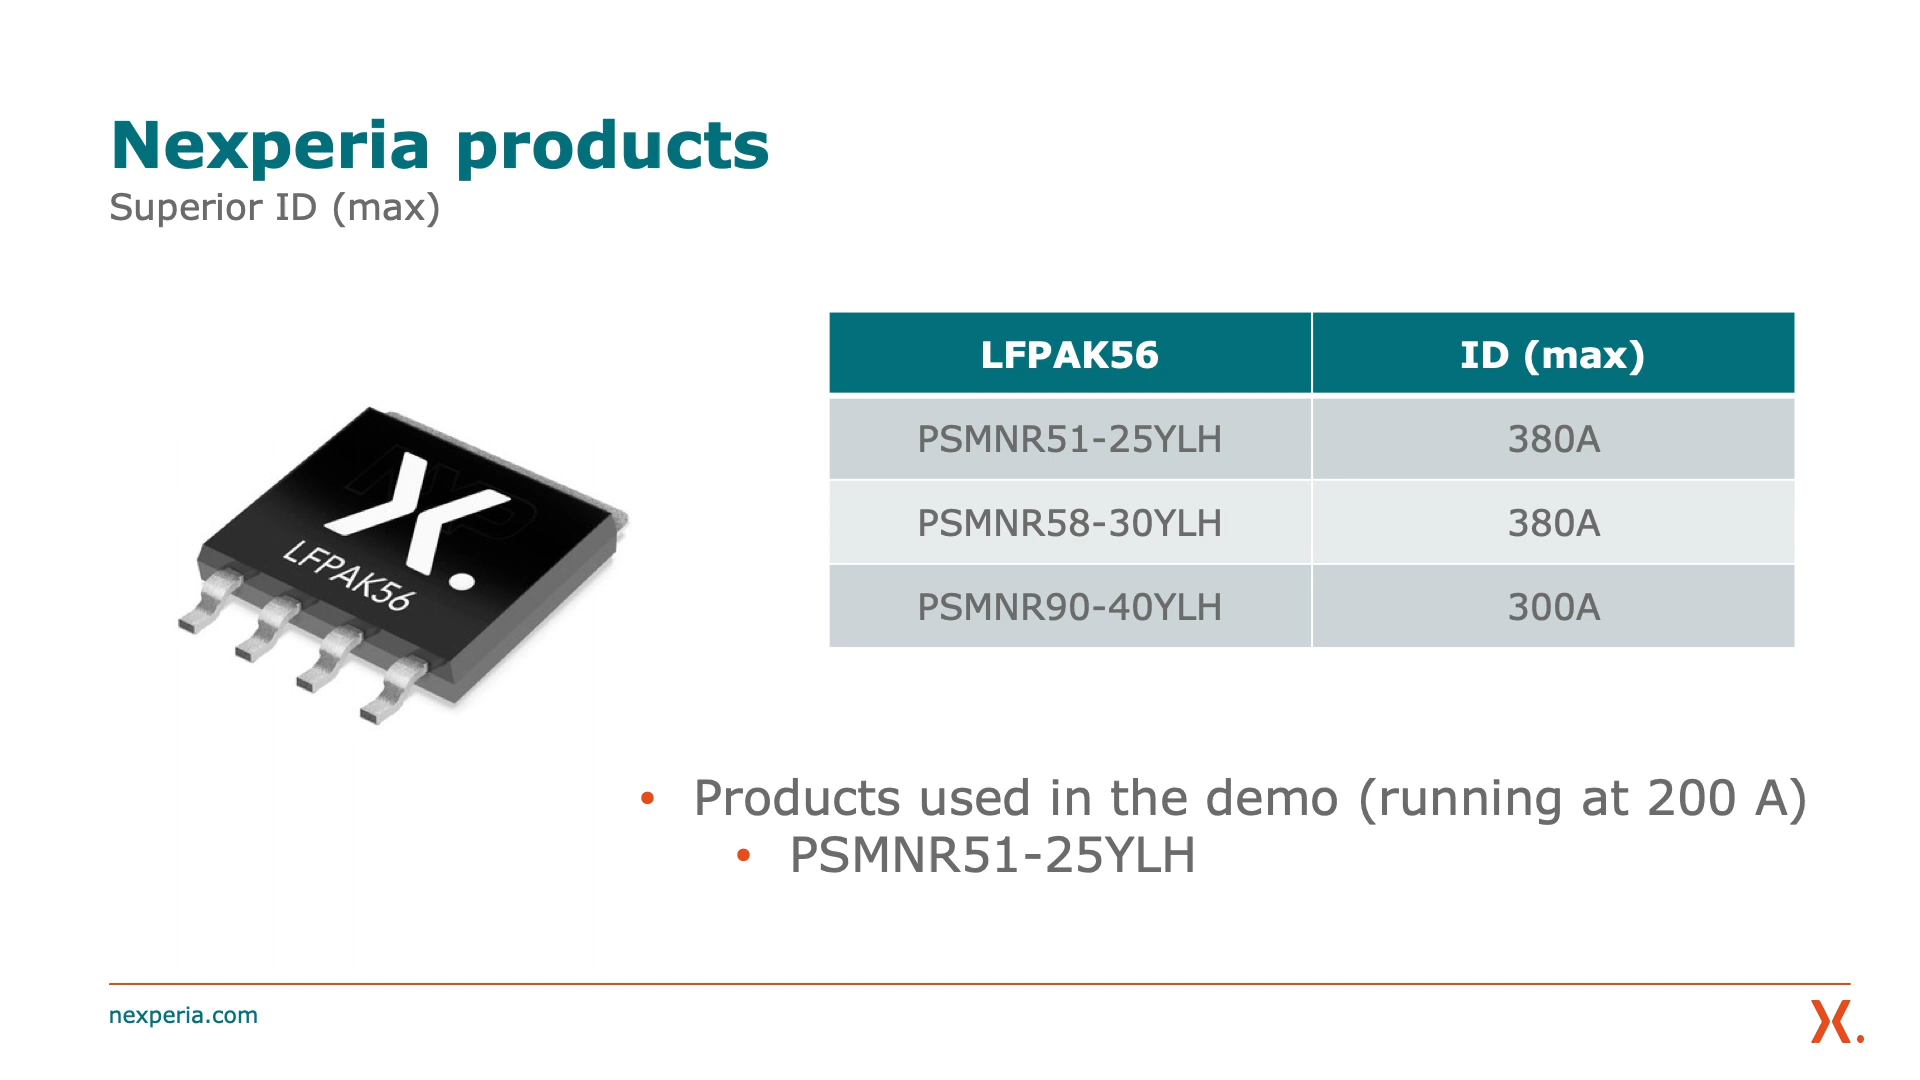 Nexperia products
Superior ID (max)
LFPAK56
LFPAK56 ID (max)
PSMNR51-25YLH 380A
PSMNR58-30YLH 380A
PSMNR90-40YLH 300A
• Products used in the demo (running at 200 A)
• PSMNR51-25YLH
nexperia.com